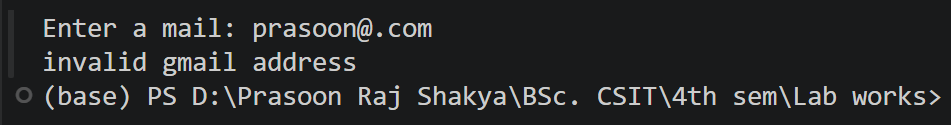 Enter a mail: prasoon@.com
invalid gmail address
(base) PS D:\Prasoon Raj Shakya\BSc. CSIT\4th sem\Lab works>